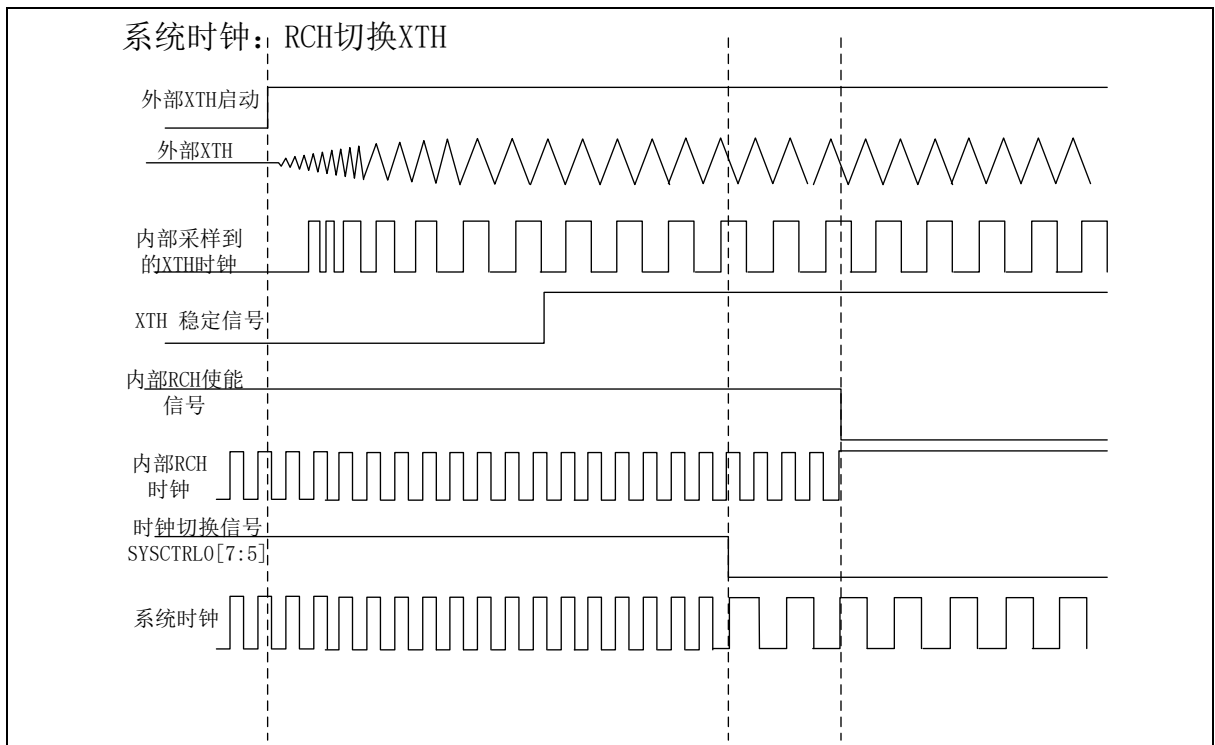 系统时钟：RCH切换XTH
外部XTH启动
外部XTH
内部采样到
的XTH时钟
XTH 稳定信号
内部RCH使能
信号
内部RCH
时钟
时钟切换信号
SYSCTRL0[7:5]
系统时钟